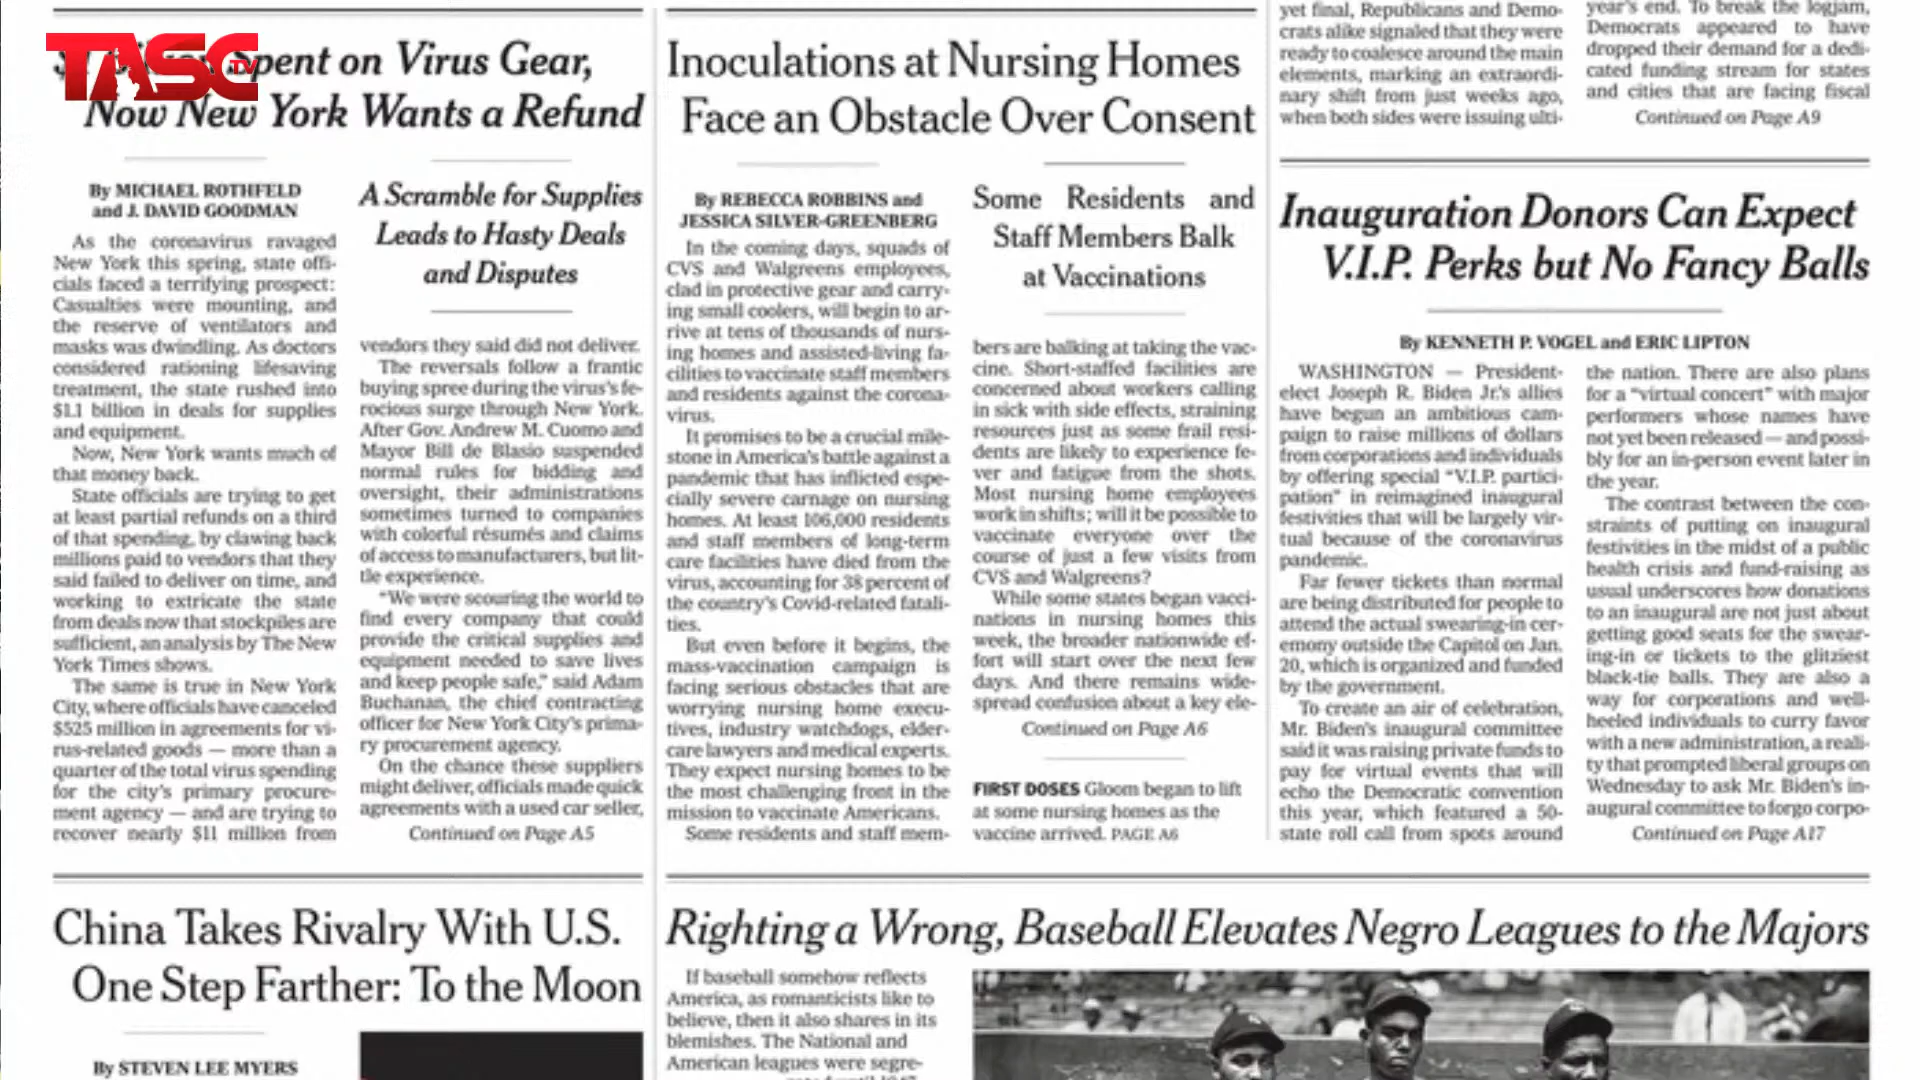 TASC TV
Spent on Virus Gear,
Now New York Wants a Refund
By MICHAEL ROTHFELD
and J. DAVID GOODMAN
As the coronavirus ravaged
New York this spring, state offi-
cials faced a terrifying prospect:
Casualties were mounting, and
the reserve of ventilators and
masks was dwindling. As doctors
considered rationing lifesaving
treatment, the state rushed into
$1.1 billion in deals for supplies
and equipment.
Now, New York wants much of
that money back.
State officials are trying to get
at least partial refunds on a third
of that spending, by clawing back
millions paid to vendors that they
said failed to deliver on time, and
working to extricate the state
from deals now that stockpiles are
sufficient, an analysis by The New
York Times shows.
The same is true in New York
City, where officials have canceled
$525 million in agreements for vi-
rus-related goods — more than a
quarter of the total virus spending
for the city's primary procure-
ment agency — and are trying to
recover nearly $11 million from
A Scramble for Supplies
Leads to Hasty Deals
and Disputes
vendors they said did not deliver.
The reversals follow a frantic
buying spree during the virus's fe-
rocious surge through New York.
After Gov. Andrew M. Cuomo and
Mayor Bill de Blasio suspended
normal rules for bidding and
oversight, their administrations
sometimes turned to companies
with colorful résumés and claims
of access to manufacturers, but lit-
tle experience.
"We were scouring the world to
find every company that could
provide the critical supplies and
equipment needed to save lives
and keep people safe," said Adam
Buchanan, the chief contracting
officer for New York City's prima-
ry procurement agency.
On the chance these suppliers
might deliver, officials made quick
agreements with a used car seller,
Continued on Page A5
Inoculations at Nursing Homes
Face an Obstacle Over Consent
By REBECCA ROBBINS and
JESSICA SILVER-GREENBERG
In the coming days, squads of
CVS and Walgreens employees,
clad in protective gear and carry-
ing small coolers, will begin to ar-
rive at tens of thousands of nurs-
ing homes and assisted-living fa-
cilities to vaccinate staff members
and residents against the corona-
virus.
It promises to be a crucial mile-
stone in America's battle against a
pandemic that has inflicted espe-
cially severe carnage on nursing
homes. At least 106,000 residents
and staff members of long-term
care facilities have died from the
virus, accounting for 38 percent of
the country's Covid-related fatali-
ties.
But even before it begins, the
mass-vaccination campaign is
facing serious obstacles that are
worrying nursing home execu-
tives, industry watchdogs, elder-
care lawyers and medical experts.
They expect nursing homes to be
the most challenging front in the
mission to vaccinate Americans.
Some residents and staff mem-
Some Residents and
Staff Members Balk
at Vaccinations
bers are balking at taking the vac-
cine. Short-staffed facilities are
concerned about workers calling
in sick with side effects, straining
resources just as some frail resi-
dents are likely to experience fe-
ver and fatigue from the shots.
Most nursing home employees
work in shifts; will it be possible to
vaccinate everyone over the
course of just a few visits from
CVS and Walgreens?
While some states began vacci-
nations in nursing homes this
week, the broader nationwide ef-
fort will start over the next few
days. And there remains wide-
spread confusion about a key ele-
Continued on Page A6
FIRST DOSES Gloom began to lift
at some nursing homes as the
vaccine arrived. PAGE A6
yet final, Republicans and Demo-
crats alike signaled that they were
ready to coalesce around the main
elements, marking an extraordi-
nary shift from just weeks ago,
when both sides were issuing ulti-
year's end. To break the logjam,
Democrats appeared to have
dropped their demand for a dedi-
cated funding stream for states
and cities that are facing fiscal
Continued on Page A9
Inauguration Donors Can Expect
V.I.P. Perks but No Fancy Balls
By KENNETH P. VOGEL and ERIC LIPTON
WASHINGTON — President-
elect Joseph R. Biden Jr.'s allies
have begun an ambitious cam-
paign to raise millions of dollars
from corporations and individuals
by offering special "V.I.P. partici-
pation" in reimagined inaugural
festivities that will be largely vir-
tual because of the coronavirus
pandemic.
Far fewer tickets than normal
are being distributed for people to
attend the actual swearing-in cer-
emony outside the Capitol on Jan.
20, which is organized and funded
by the government.
To create an air of celebration,
Mr. Biden's inaugural committee
said it was raising private funds to
pay for virtual events that will
echo the Democratic convention
this year, which featured a 50-
state roll call from spots around
the nation. There are also plans
for a "virtual concert" with major
performers whose names have
not yet been released — and possi-
bly for an in-person event later in
the year.
The contrast between the con-
straints of putting on inaugural
festivities in the midst of a public
health crisis and fund-raising as
usual underscores how donations
to an inaugural are not just about
getting good seats for the swear-
ing-in or tickets to the glitziest
black-tie balls. They are also a
way for corporations and well-
heeled individuals to curry favor
with a new administration, a reali-
ty that prompted liberal groups on
Wednesday to ask Mr. Biden's in-
augural committee to forgo corpo-
Continued on Page A17
China Takes Rivalry With U.S.
One Step Farther: To the Moon
By STEVEN LEE MYERS
Righting a Wrong, Baseball Elevates Negro Leagues to the Majors
If baseball somehow reflects
America, as romanticists like to
believe, then it also shares in its
blemishes. The National and
American leagues were segre-